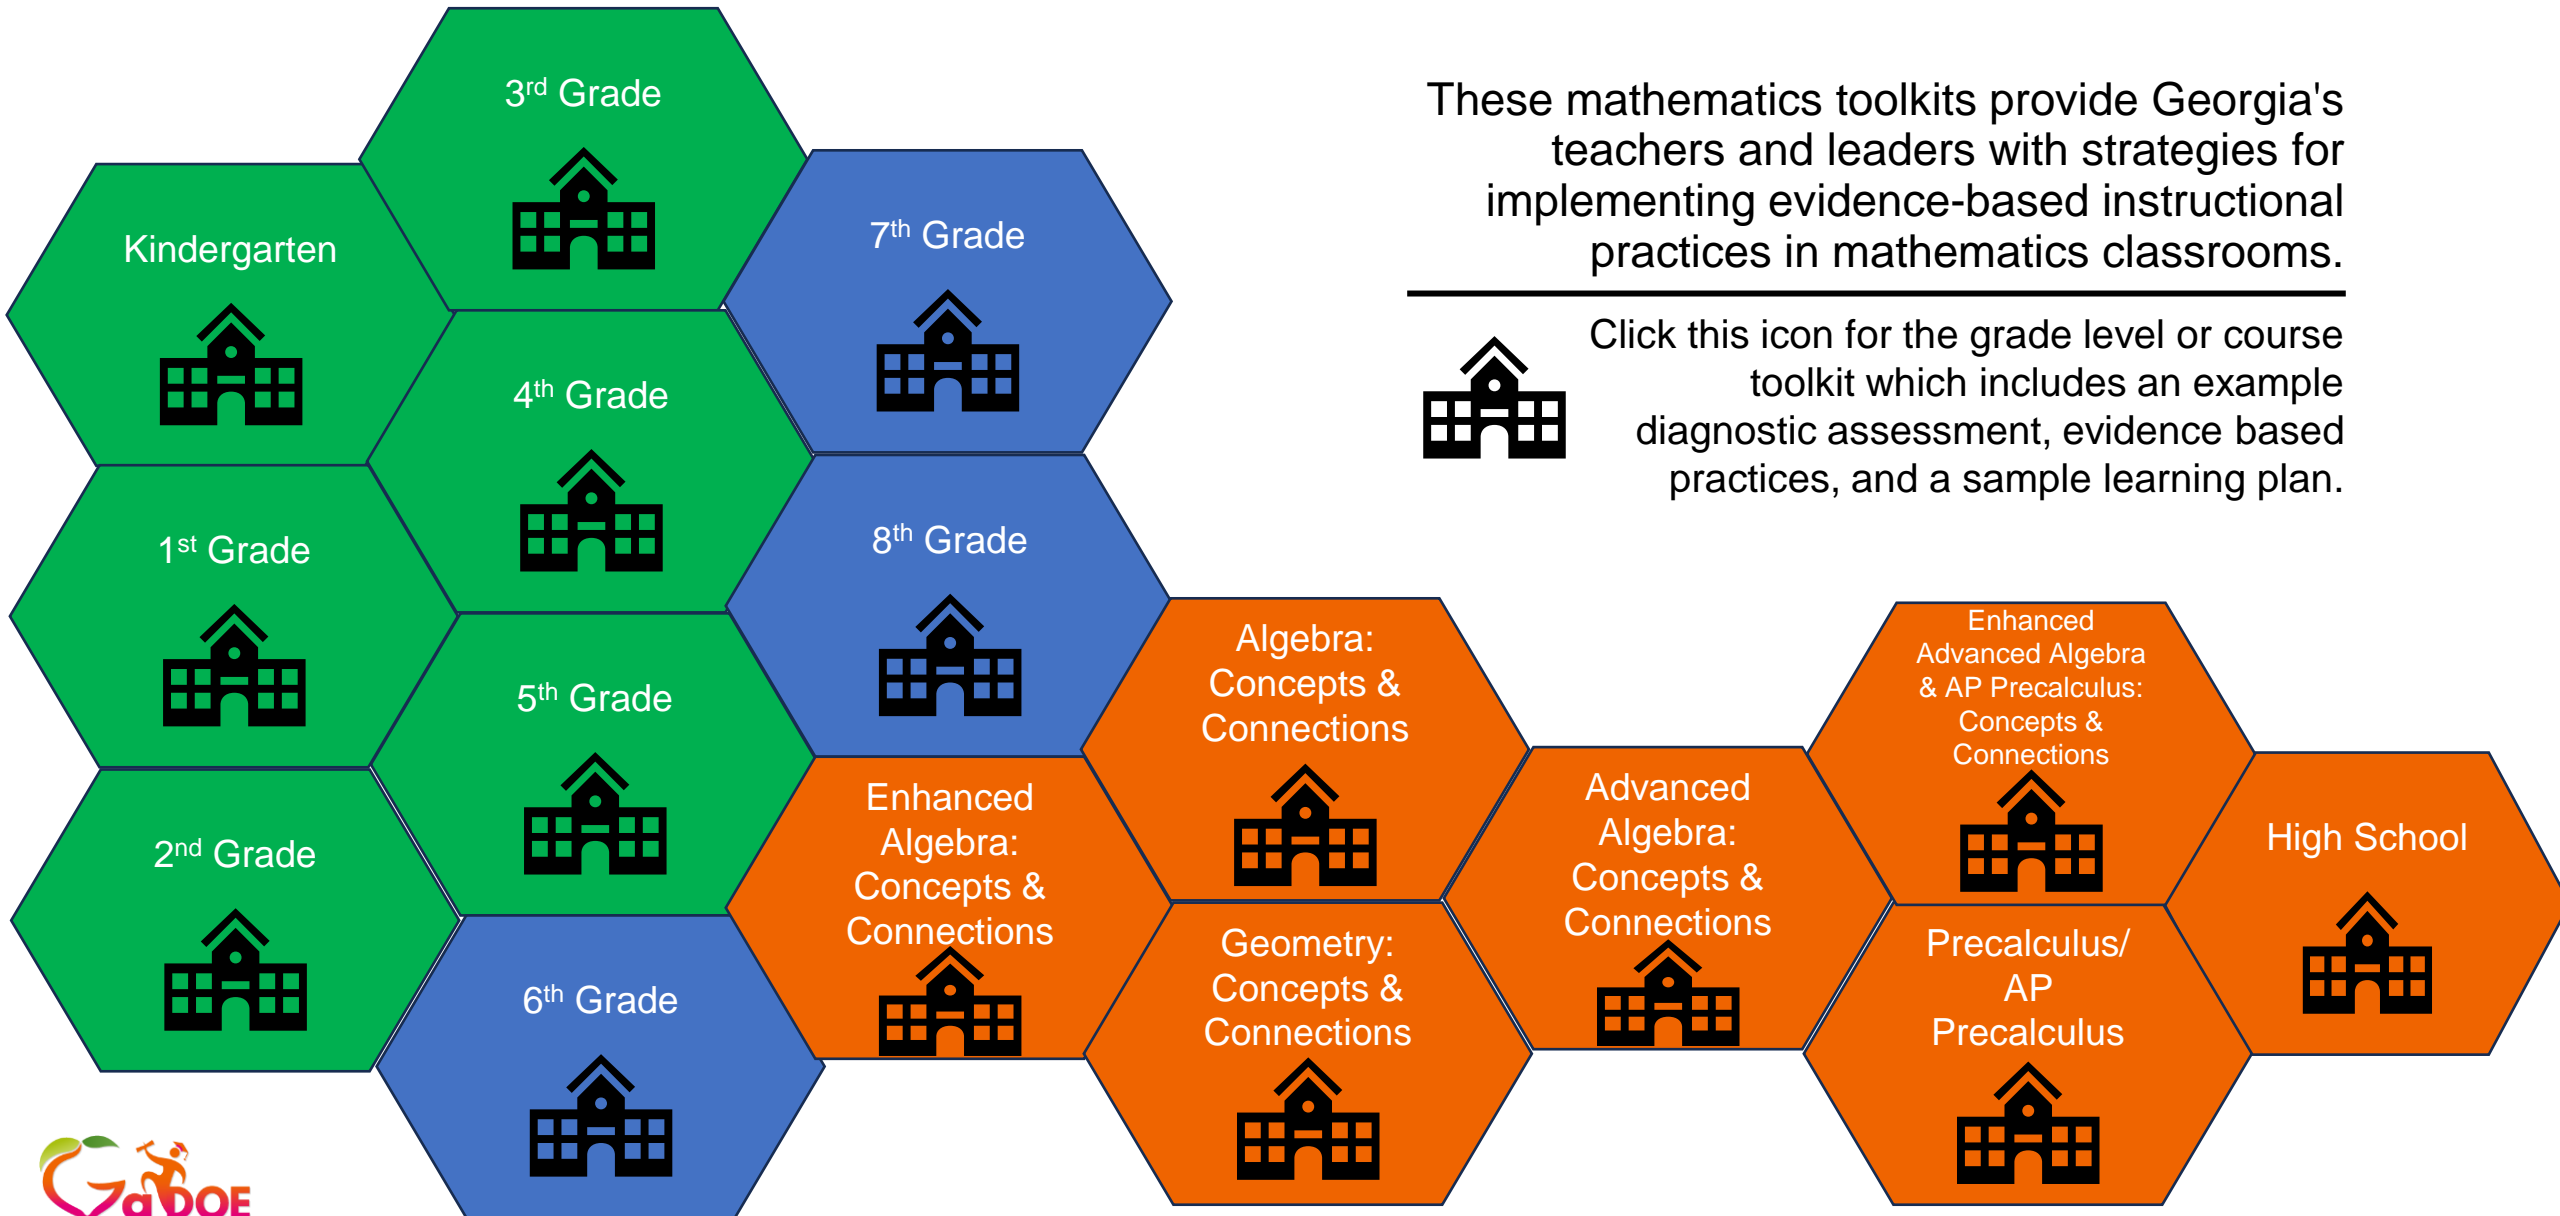 3rd Grade
Kindergarten
7th Grade
4th Grade
1st Grade
8th Grade
5th Grade
2nd Grade
6th Grade
These mathematics toolkits provide Georgia's
teachers and leaders with strategies for
implementing evidence-based instructional
practices in mathematics classrooms.
Click this icon for the grade level or course
toolkit which includes an example
diagnostic assessment, evidence based
practices, and a sample learning plan.
Enhanced
Algebra:
Concepts &
Connections
Algebra:
Concepts &
Connections
Geometry:
Concepts &
Connections
Advanced
Algebra:
Concepts &
Connections
Enhanced
Advanced Algebra
& AP Precalculus:
Concepts &
Connections
Precalculus/
AP
Precalculus
High School
GaDOE